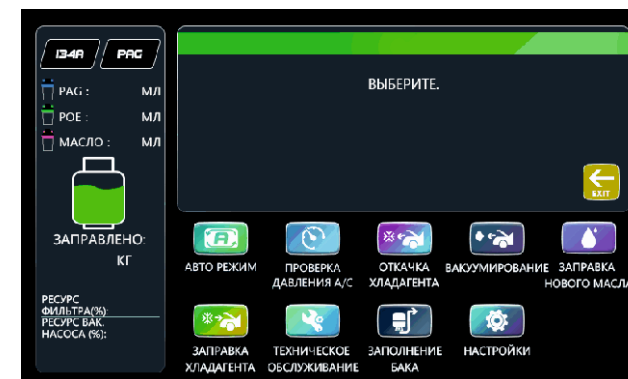 134A PAG
PAG : МЛ
POE : МЛ
МАСЛО : МЛ
ЗАПРАВЛЕНО:
КГ
РЕСУРС
ФИЛЬТРА(%):
РЕСУРС ВАК.
НАСОСА (%):
ВЫБЕРИТЕ.
EXIT
АВТО РЕЖИМ
ПРОВЕРКА
ДАВЛЕНИЯ A/C
ОТКАЧКА
ХЛАДАГЕНТА
ВАКУУМИРОВАНИЕ
ЗАПРАВКА
НОВОГО МАСЛА
ЗАПРАВКА
ХЛАДАГЕНТА
ТЕХНИЧЕСКОЕ
ОБСЛУЖИВАНИЕ
ЗАПОЛНЕНИЕ
БАКА
НАСТРОЙКИ